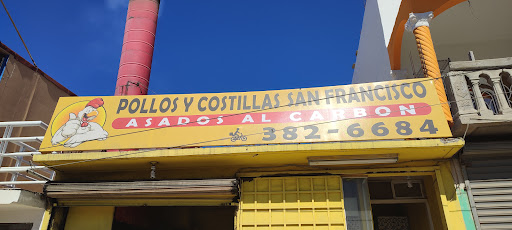 POLLOS Y COSTILLAS SAN FRANCISCO
ASADOS AL CARBON
382-6684